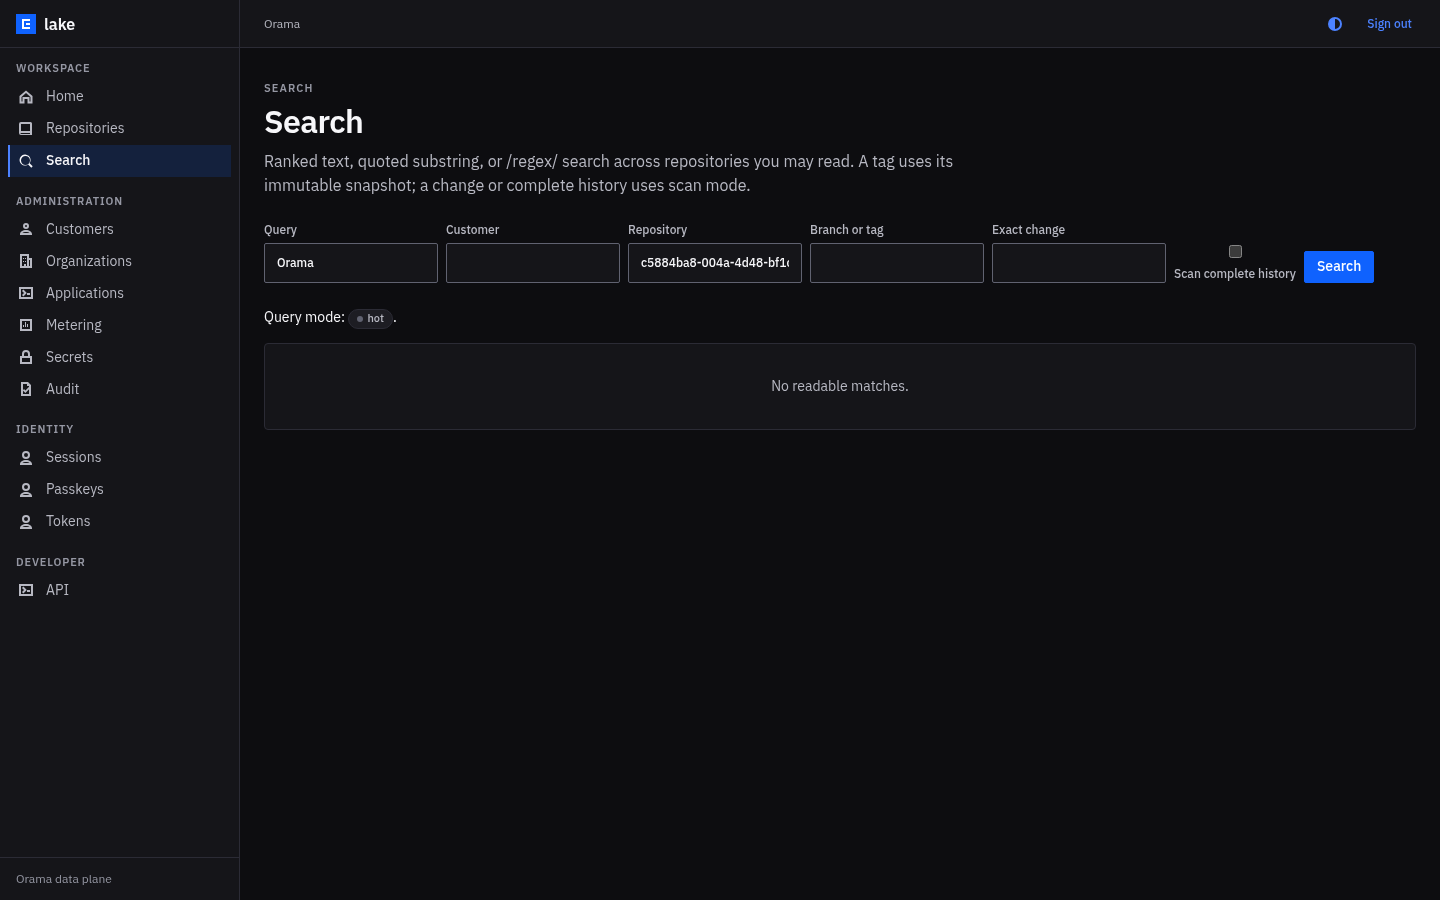 lake
Orama
Sign out
WORKSPACE
Home
Repositories
Search
ADMINISTRATION
Customers
Organizations
Applications
Metering
Secrets
Audit
IDENTITY
Sessions
Passkeys
Tokens
DEVELOPER
API
Orama data plane
SEARCH
Search
Ranked text, quoted substring, or /regex/ search across repositories you may read. A tag uses its
immutable snapshot; a change or complete history uses scan mode.
Query
Customer
Repository
Branch or tag
Exact change
Orama
c5884ba8-004a-4d48-bf1
Scan complete history
Search
Query mode: hot.
No readable matches.